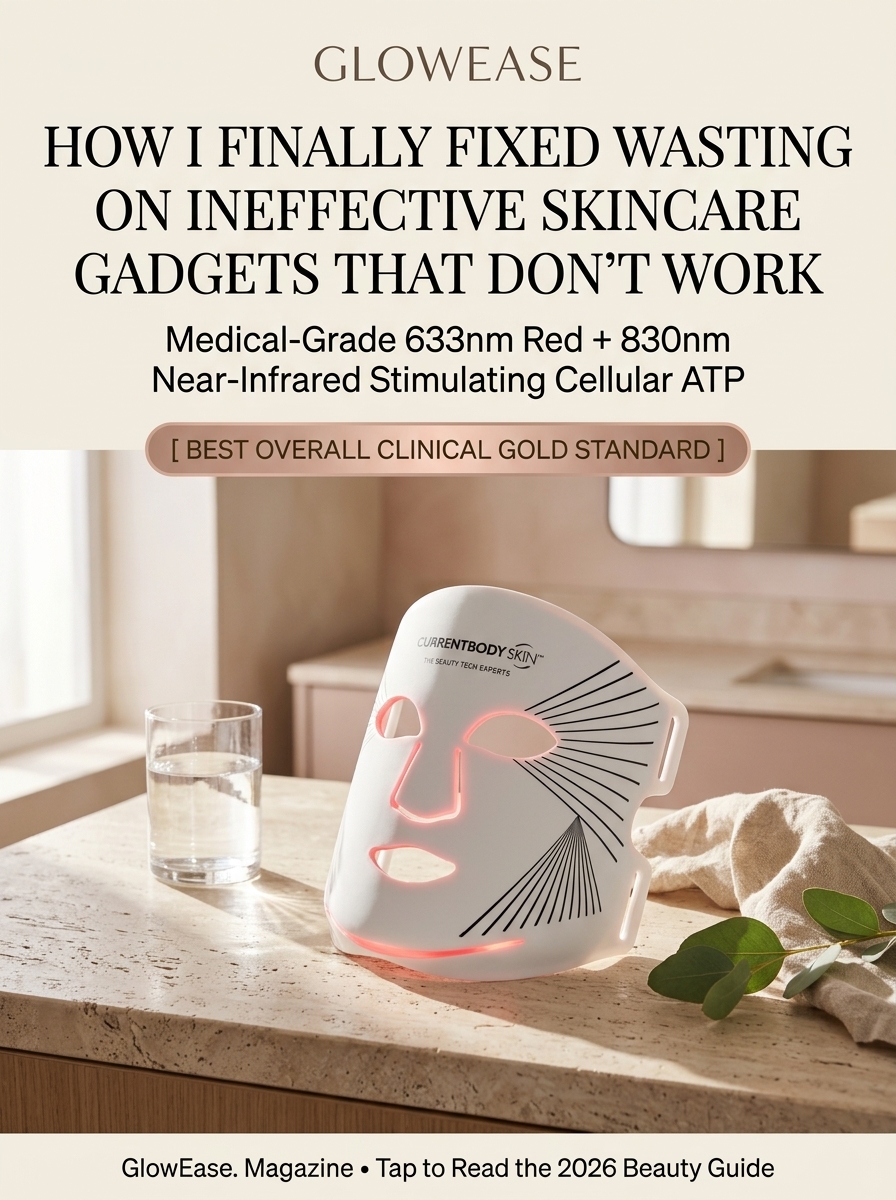 GLOWEASE
HOW I FINALLY FIXED WASTING
ON INEFFECTIVE SKINCARE
GADGETS THAT DON'T WORK
Medical-Grade 633nm Red + 830nm
Near-Infrared Stimulating Cellular ATP
[ BEST OVERALL CLINICAL GOLD STANDARD ]
CURRENTBODY SKIN™
THE SEAUTY TECH EXPERTS
GlowEase. Magazine • Tap to Read the 2026 Beauty Guide